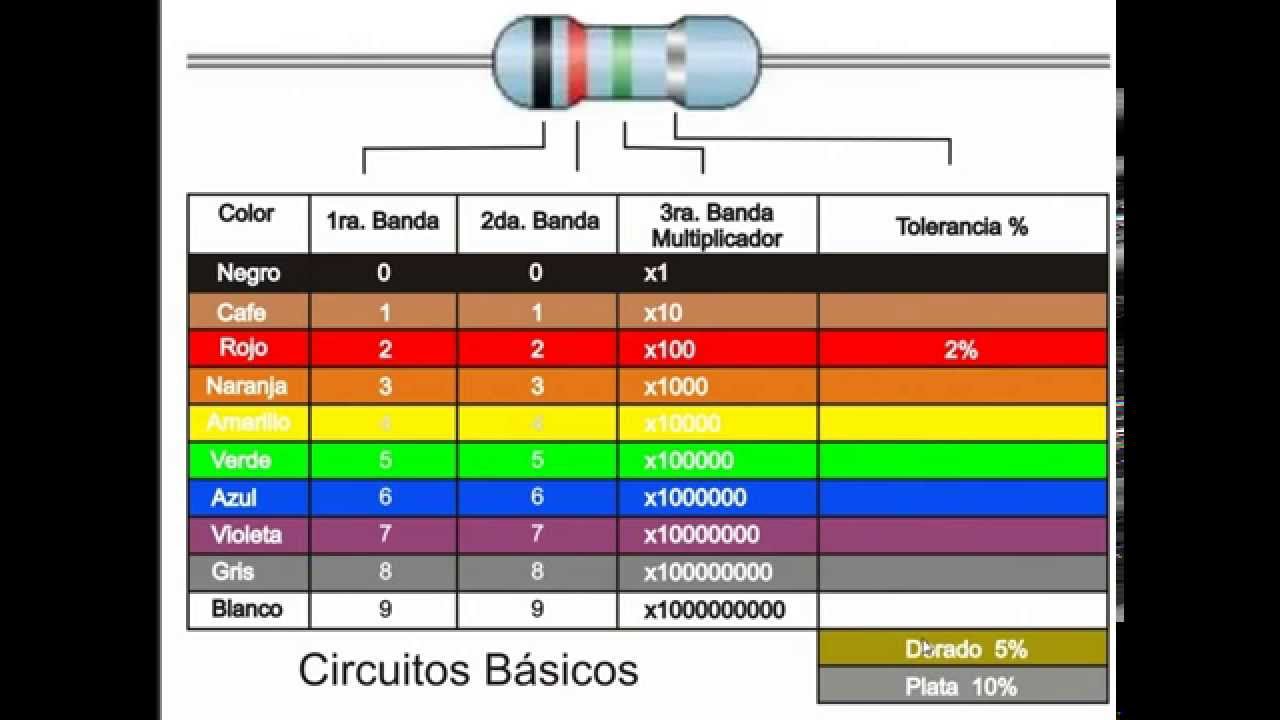 Color 1ra. Banda 2da. Banda 3ra. Banda Multiplicador Tolerancia %
Negro 0 0 x1
Cafe 1 1 x10
Rojo 2 2 x100 2%
Naranja 3 3 x1000
Amarillo 4 4 x10000
Verde 5 5 x100000
Azul 6 6 x1000000
Violeta 7 7 x10000000
Gris 8 8 x100000000
Blanco 9 9 x1000000000
Dorado 5%
Plata 10%
Circuitos Básicos